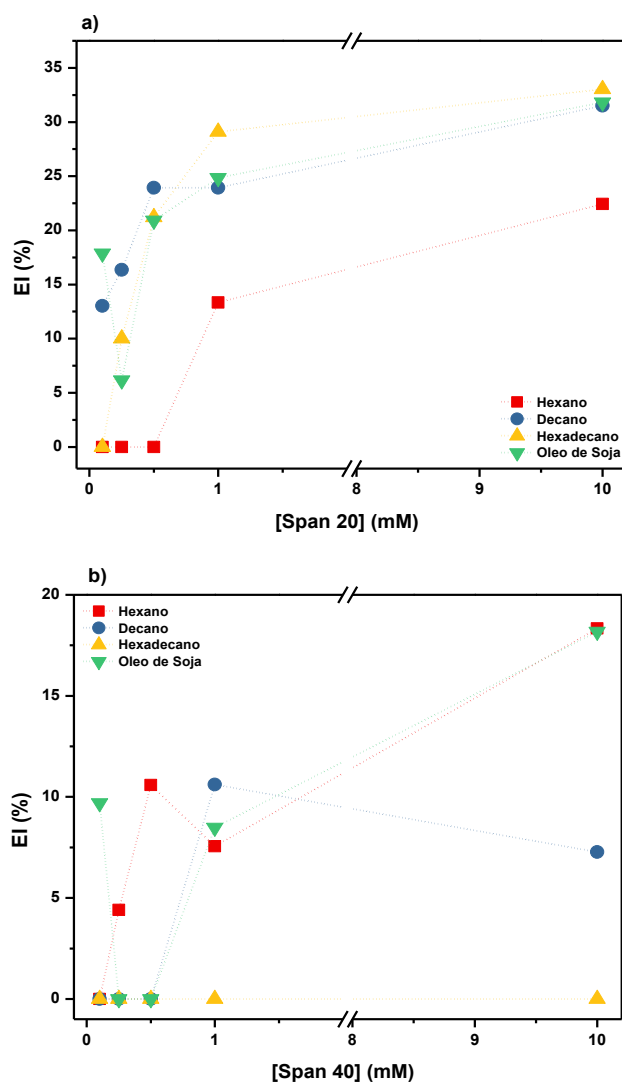 a)
35
30
25
20
15
10
5
0
EI (%)
Hexano
Decano
Hexadecano
Oleo de Soja
0 1 8 9 10
[Span 20] (mM)
b)
20
15
10
5
0
EI (%)
Hexano
Decano
Hexadecano
Oleo de Soja
0 1 8 9 10
[Span 40] (mM)